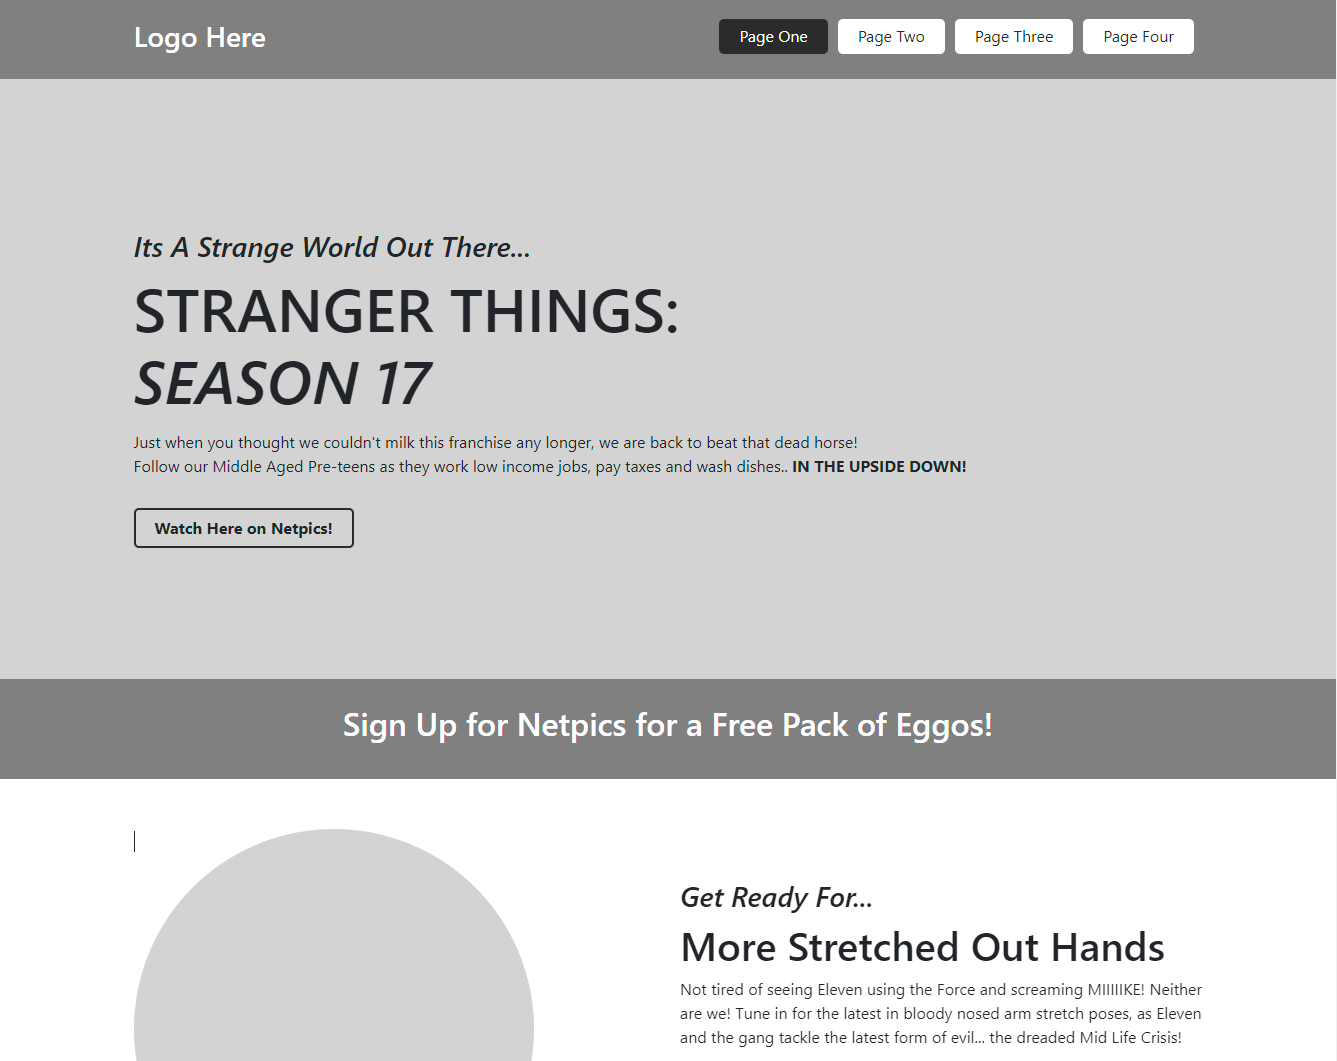 Logo Here
Page One
Page Two
Page Three
Page Four
Its A Strange World Out There...
STRANGER THINGS:
SEASON 17
Just when you thought we couldn't milk this franchise any longer, we are back to beat that dead horse!
Follow our Middle Aged Pre-teens as they work low income jobs, pay taxes and wash dishes.. IN THE UPSIDE DOWN!
Watch Here on Netpics!
Sign Up for Netpics for a Free Pack of Eggos!
Get Ready For...
More Stretched Out Hands
Not tired of seeing Eleven using the Force and screaming MIIIIIKE! Neither
are we! Tune in for the latest in bloody nosed arm stretch poses, as Eleven
and the gang tackle the latest form of evil... the dreaded Mid Life Crisis!